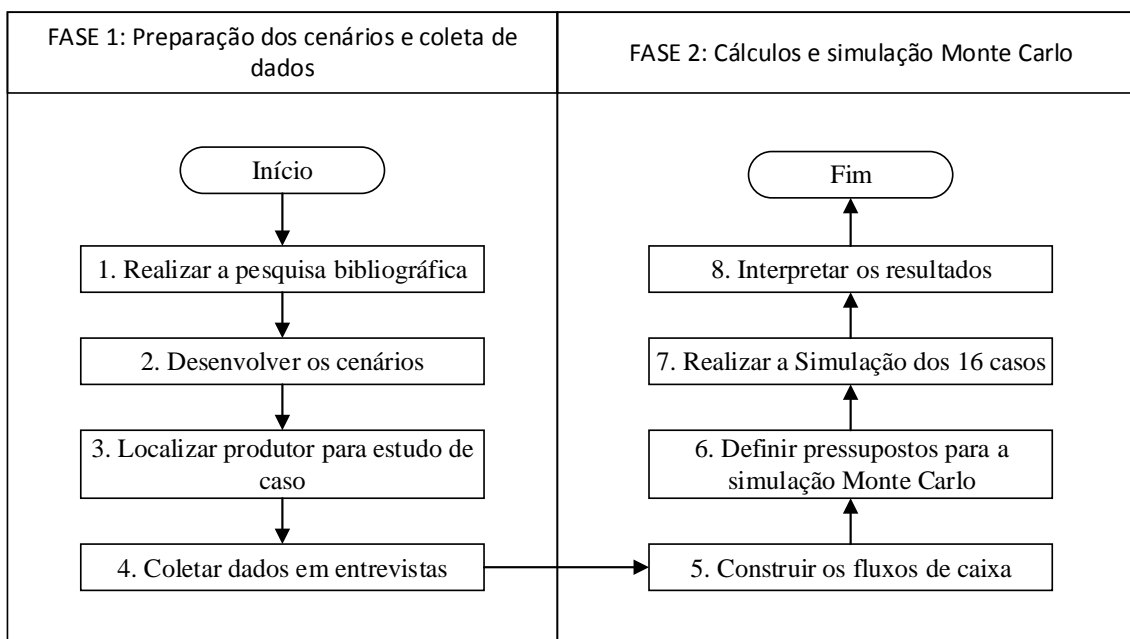 FASE 1: Preparação dos cenários e coleta de
dados
FASE 2: Cálculos e simulação Monte Carlo
Início
1. Realizar a pesquisa bibliográfica
2. Desenvolver os cenários
3. Localizar produtor para estudo de
caso
4. Coletar dados em entrevistas
Fim
8. Interpretar os resultados
7. Realizar a Simulação dos 16 casos
6. Definir pressupostos para a
simulação Monte Carlo
5. Construir os fluxos de caixa